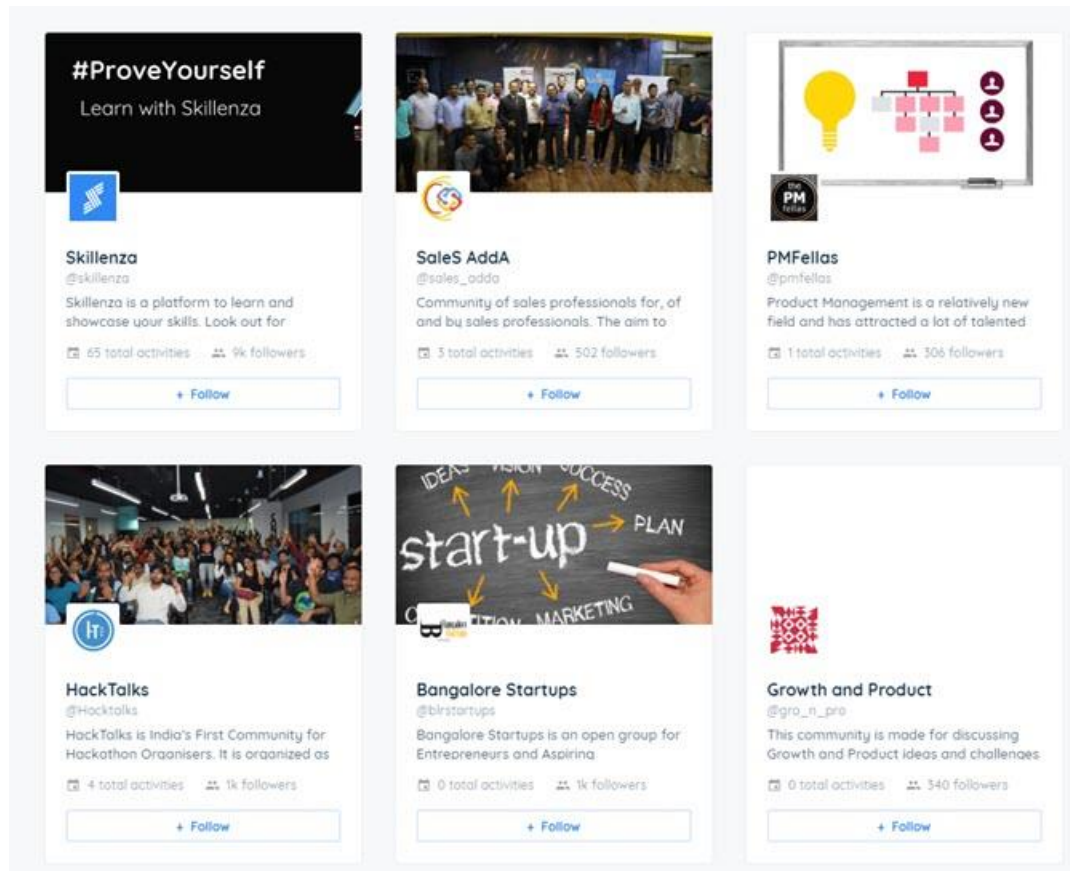 #ProveYourself
Learn with Skillenza
Skillenza
@skillenza
Skillenza is a platform to learn and
showcase your skills. Look out for
65 total activities 9k followers
+ Follow
SaleS AddA
@sales_adda
Community of sales professionals for, of
and by sales professionals. The aim to
3 total activities 502 followers
+ Follow
the
PM
fellas
PMFellas
@pmfellas
Product Management is a relatively new
field and has attracted a lot of talented
1 total activities 306 followers
+ Follow
HackTalks
@Hacktalks
HackTalks is India's First Community for
Hackathon Organisers. It is organized as
4 total activities 1k followers
+ Follow
IDEAS VISION SUCCESS
start-up PLAN
MARKETING
Bangalore Startups
@blrstartups
Bangalore Startups is an open group for
Entrepreneurs and Aspiring
0 total activities 1k followers
+ Follow
Growth and Product
@gro_n_pro
This community is made for discussing
Growth and Product ideas and challenges
0 total activities 340 followers
+ Follow